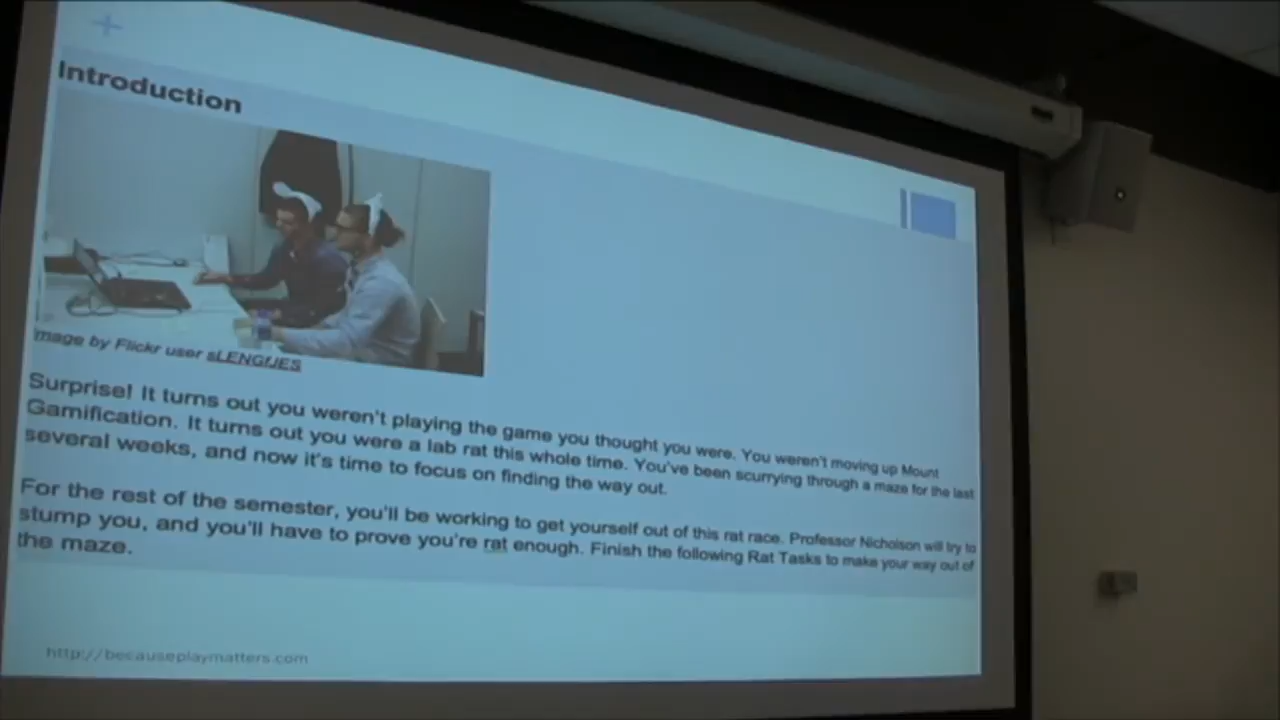 Introduction
mage by Flickr user sLENGfJES
Surprise! It turns out you weren't playing the game you thought you were. You weren't moving up Mount
Gamification. It turns out you were a lab rat this whole time. You've been scurrying through a maze for the last
several weeks, and now it's time to focus on finding the way out.
For the rest of the semester, you'll be working to get yourself out of this rat race. Professor Nicholson will try to
stump you, and you'll have to prove you're rat enough. Finish the following Rat Tasks to make your way out of
the maze.
http://becauseplaymatters.com